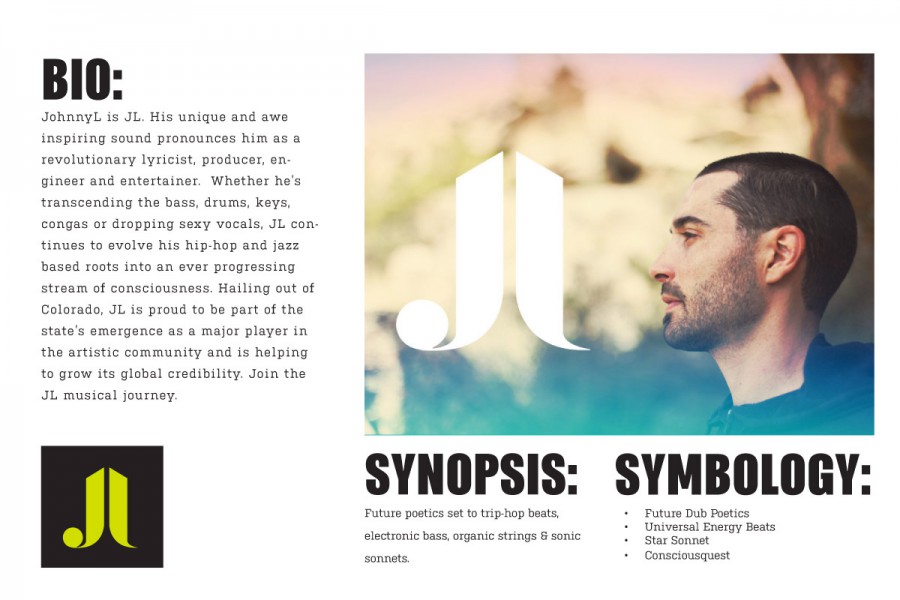 BIO:
JohnnyL is JL. His unique and awe
inspiring sound pronounces him as a
revolutionary lyricist, producer, en-
gineer and entertainer.  Whether he's
transcending the bass, drums, keys,
congas or dropping sexy vocals, JL con-
tinues to evolve his hip-hop and jazz
based roots into an ever progressing
stream of consciousness. Hailing out of
Colorado, JL is proud to be part of the
state's emergence as a major player in
the artistic community and is helping
to grow its global credibility. Join the
JL musical journey.
JL
JL
SYNOPSIS:
Future poetics set to trip-hop beats,
electronic bass, organic strings & sonic
sonnets.
SYMBOLOGY:
• Future Dub Poetics
• Universal Energy Beats
• Star Sonnet
• Consciousquest